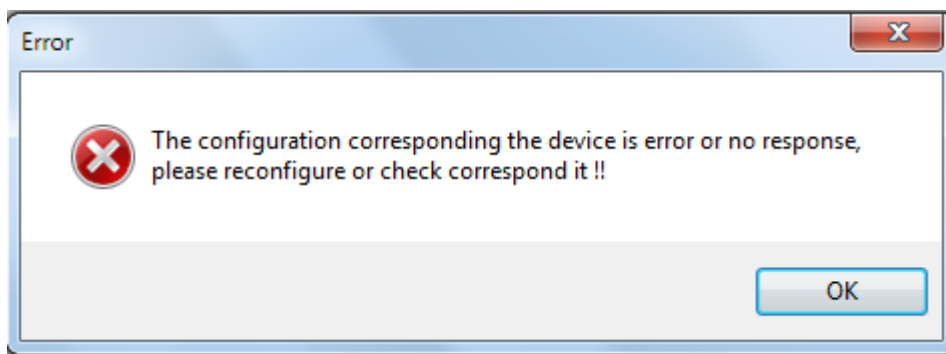 Error
The configuration corresponding the device is error or no response,
please reconfigure or check correspond it !!
OK